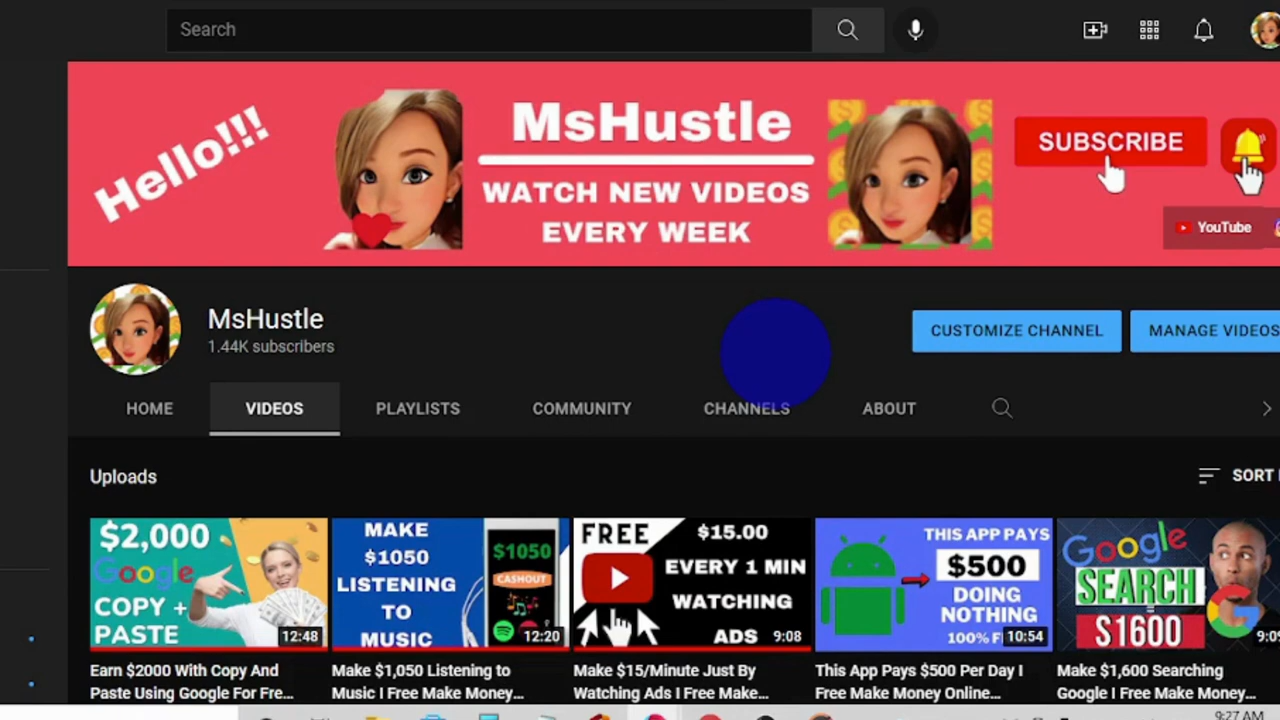 Search
Hello!!!
MsHustle
WATCH NEW VIDEOS
EVERY WEEK
SUBSCRIBE
YouTube
MsHustle
1.44K subscribers
CUSTOMIZE CHANNEL
MANAGE VIDEOS
HOME
VIDEOS
PLAYLISTS
COMMUNITY
CHANNELS
ABOUT
Uploads
SORT
$2,000
Google
COPY +
PASTE
12:48
MAKE
$1050
LISTENING
TO
MUSIC
$1050
CASHOUT
12:20
FREE
$15.00
EVERY 1 MIN
WATCHING
ADS
9:08
THIS APP PAYS
$500
DOING
NOTHING
100% F
10:54
Google
SEARCH
$1600
9:0
Earn $2000 With Copy And
Paste Using Google For Fre...
Make $1,050 Listening to
Music I Free Make Money...
Make $15/Minute Just By
Watching Ads I Free Make...
This App Pays $500 Per Day I
Free Make Money Online...
Make $1,600 Searching
Google I Free Make Money...
9:27 AM